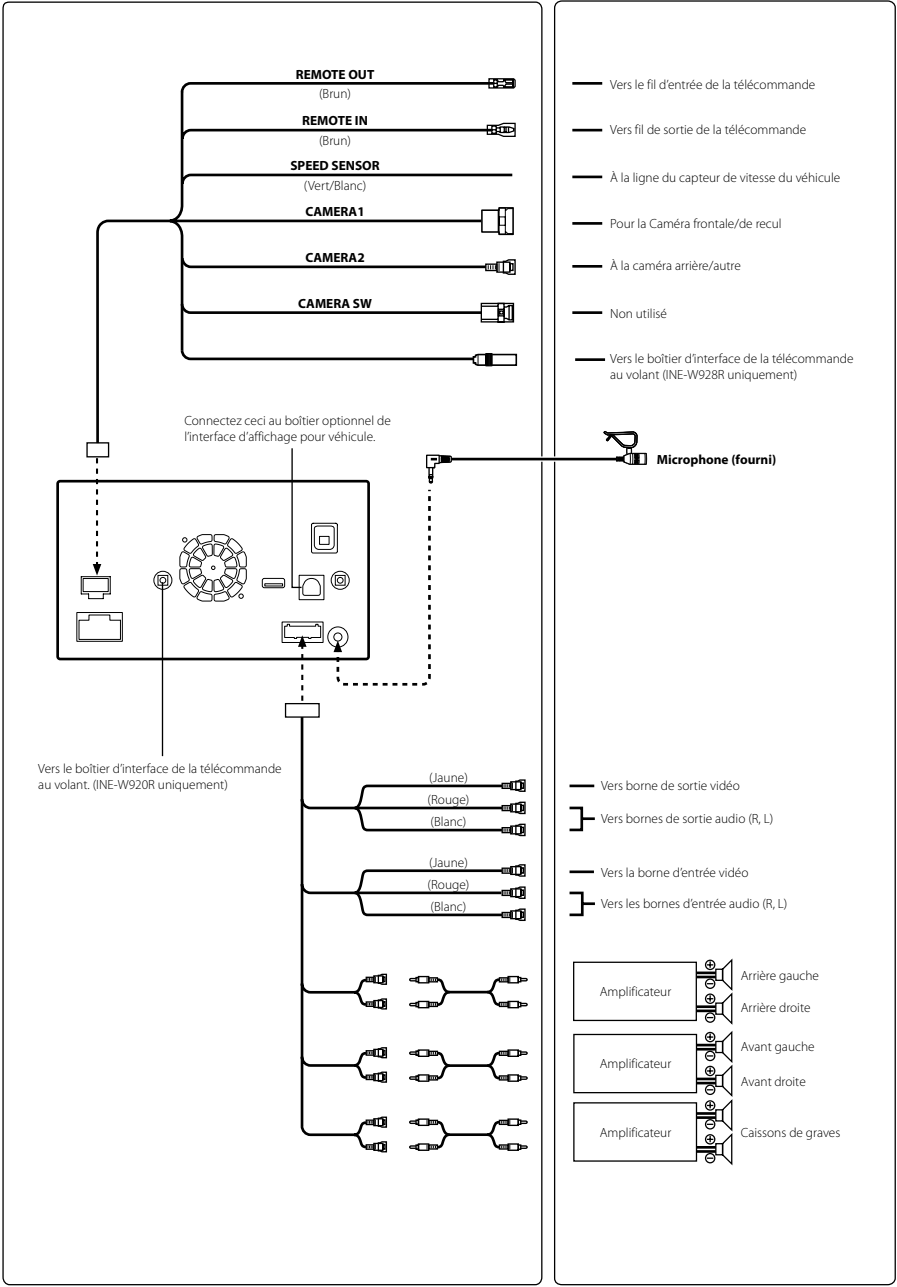 REMOTE OUT
(Brun)
Vers le fil d'entrée de la télécommande
REMOTE IN
(Brun)
Vers fil de sortie de la télécommande
SPEED SENSOR
(Vert/Blanc)
À la ligne du capteur de vitesse du véhicule
CAMERA1
Pour la Caméra frontale/de recul
CAMERA2
À la caméra arrière/autre
CAMERA SW
Non utilisé
Vers le boîtier d'interface de la télécommande
au volant (INE-W928R uniquement)
Connectez ceci au boîtier optionnel de
l'interface d'affichage pour véhicule.
Microphone (fourni)
Vers le boîtier d'interface de la télécommande
au volant. (INE-W920R uniquement)
(Jaune)
Vers borne de sortie vidéo
(Rouge)
(Blanc)
Vers bornes de sortie audio (R, L)
(Jaune)
Vers la borne d'entrée vidéo
(Rouge)
(Blanc)
Vers les bornes d'entrée audio (R, L)
Amplificateur
Arrière gauche
Arrière droite
Amplificateur
Avant gauche
Avant droite
Amplificateur
Caissons de graves